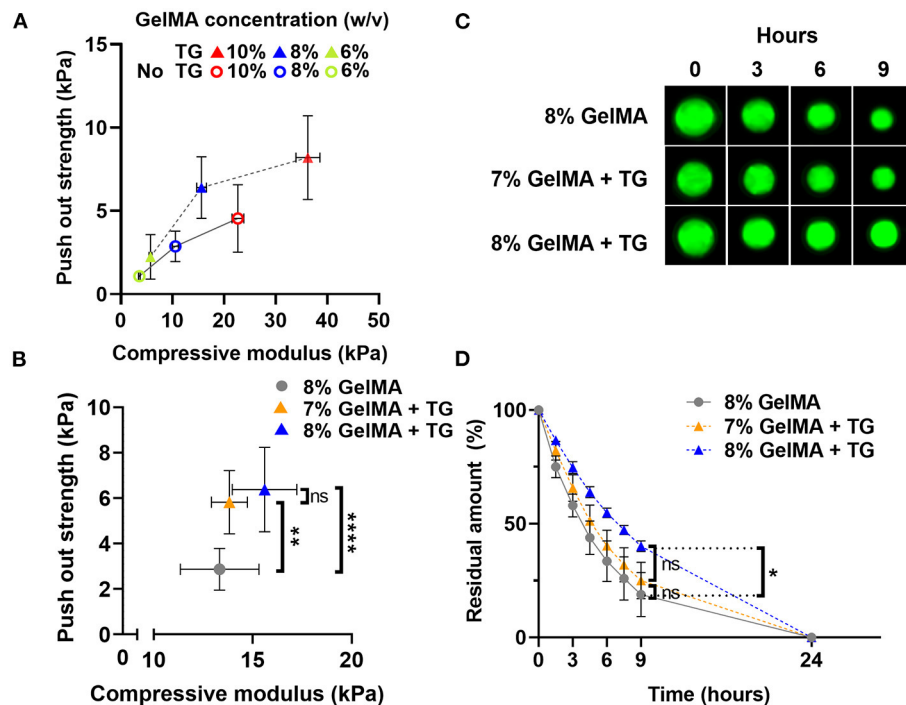 A
GelMA concentration (w/v)
TG 10% 8% 6%
No TG 10% 8% 6%
Push out strength (kPa)
15
10
5
0
0 10 20 30 40 50
Compressive modulus (kPa)
B
8% GelMA
7% GelMA + TG
8% GelMA + TG
Push out strength (kPa)
10
8
6
4
2
0
ns
**
****
0 10 15 20
Compressive modulus (kPa)
C
Hours
0 3 6 9
8% GelMA
7% GelMA + TG
8% GelMA + TG
D
8% GelMA
7% GelMA + TG
8% GelMA + TG
Residual amount (%)
100
50
0
ns
ns
*
0 3 6 9 24
Time (hours)